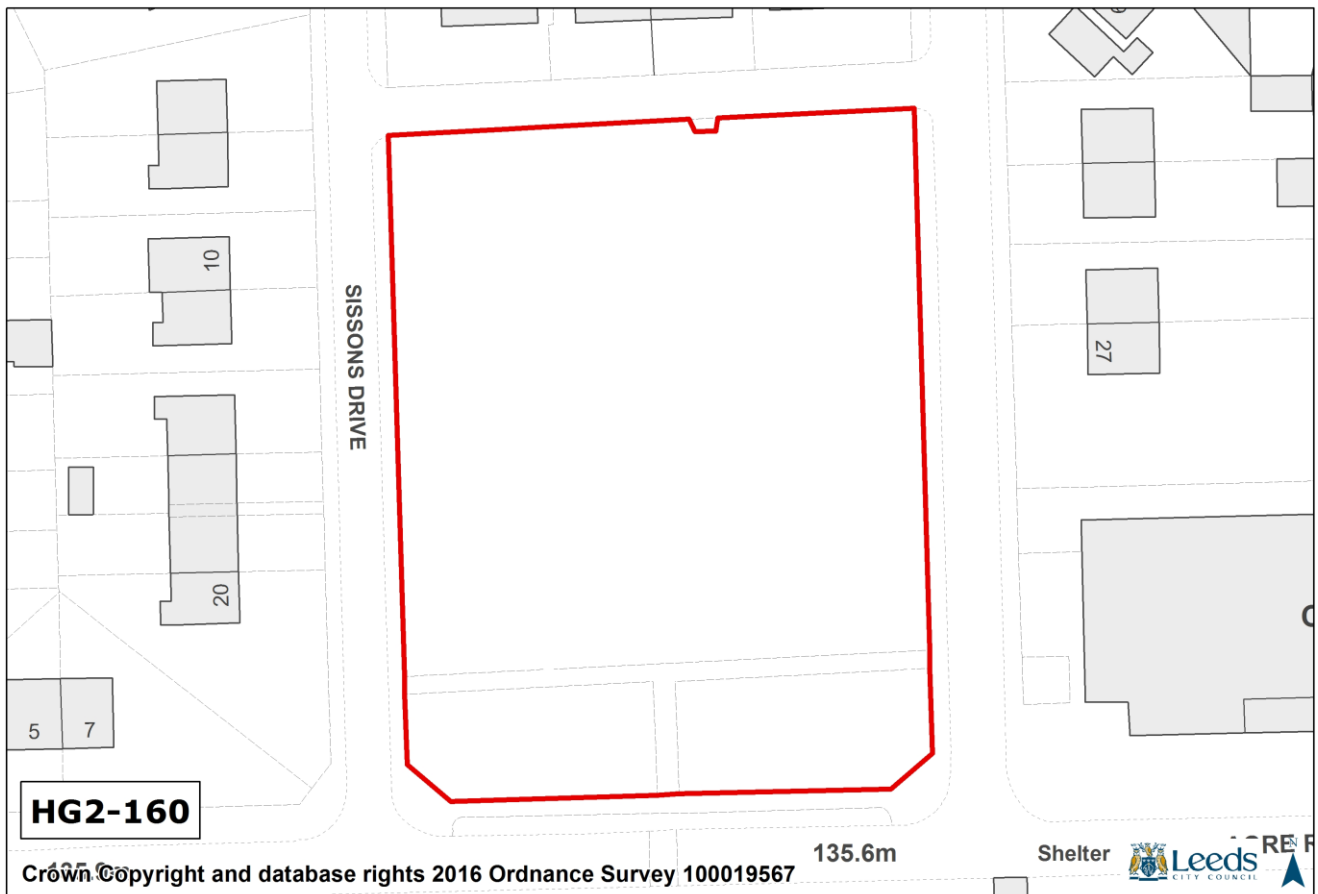 10
SISSONS DRIVE
27
20
5
7
HG2-160
135.6m
Shelter
Leeds
CITY COUNCIL
N
Crown Copyright and database rights 2016 Ordnance Survey 100019567